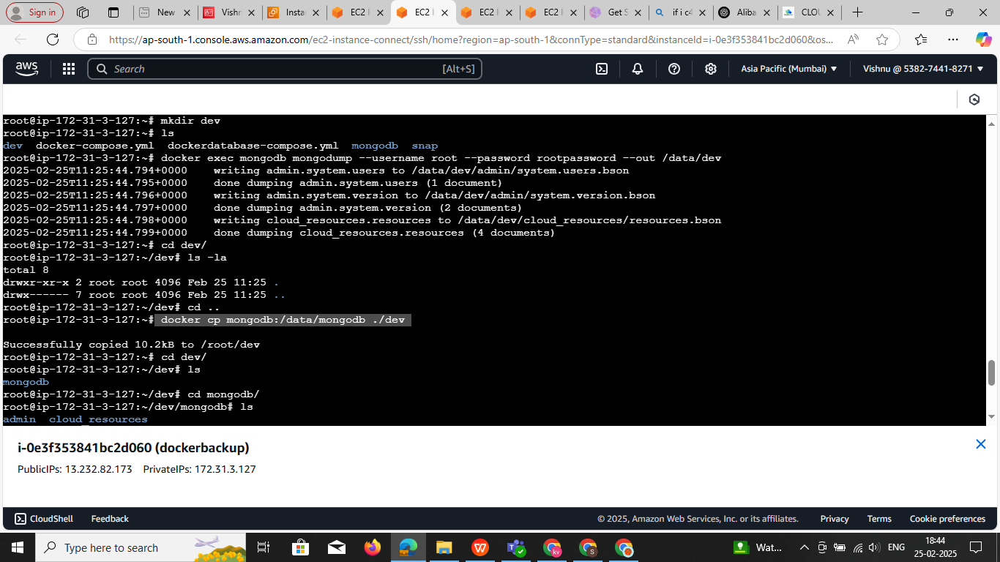 Sign in
New
Vishn
Insta
EC2 I
EC2 I
EC2 I
EC2 I
Get S
if i c4
Aliba
CLOU
https://ap-south-1.console.aws.amazon.com/ec2-instance-connect/ssh/home?region=ap-south-1&connType=standard&instanceId=i-0e3f353841bc2d060&os...
aws
Search
[Alt+S]
Asia Pacific (Mumbai)
Vishnu @ 5382-7441-8271
root@ip-172-31-3-127:~# mkdir dev
root@ip-172-31-3-127:~# ls
dev  docker-compose.yml  dockerdatabase-compose.yml  mongodb  snap
root@ip-172-31-3-127:~# docker exec mongodb mongodump --username root --password rootpassword --out /data/dev
2025-02-25T11:25:44.794+0000    writing admin.system.users to /data/dev/admin/system.users.bson
2025-02-25T11:25:44.795+0000    done dumping admin.system.users (1 document)
2025-02-25T11:25:44.796+0000    writing admin.system.version to /data/dev/admin/system.version.bson
2025-02-25T11:25:44.797+0000    done dumping admin.system.version (2 documents)
2025-02-25T11:25:44.798+0000    writing cloud_resources.resources to /data/dev/cloud_resources/resources.bson
2025-02-25T11:25:44.799+0000    done dumping cloud_resources.resources (4 documents)
root@ip-172-31-3-127:~# cd dev/
root@ip-172-31-3-127:~/dev# ls -la
total 8
drwxr-xr-x 2 root root 4096 Feb 25 11:25 .
drwx------ 7 root root 4096 Feb 25 11:25 ..
root@ip-172-31-3-127:~/dev# cd ..
root@ip-172-31-3-127:~# docker cp mongodb:/data/mongodb ./dev
Successfully copied 10.2kB to /root/dev
root@ip-172-31-3-127:~# cd dev/
root@ip-172-31-3-127:~/dev# ls
mongodb
root@ip-172-31-3-127:~/dev# cd mongodb/
root@ip-172-31-3-127:~/dev/mongodb# ls
admin  cloud_resources
i-0e3f353841bc2d060 (dockerbackup)
PublicIPs: 13.232.82.173    PrivateIPs: 172.31.3.127
CloudShell
Feedback
© 2025, Amazon Web Services, Inc. or its affiliates.
Privacy
Terms
Cookie preferences
Type here to search
Wat...
ENG
18:44
25-02-2025